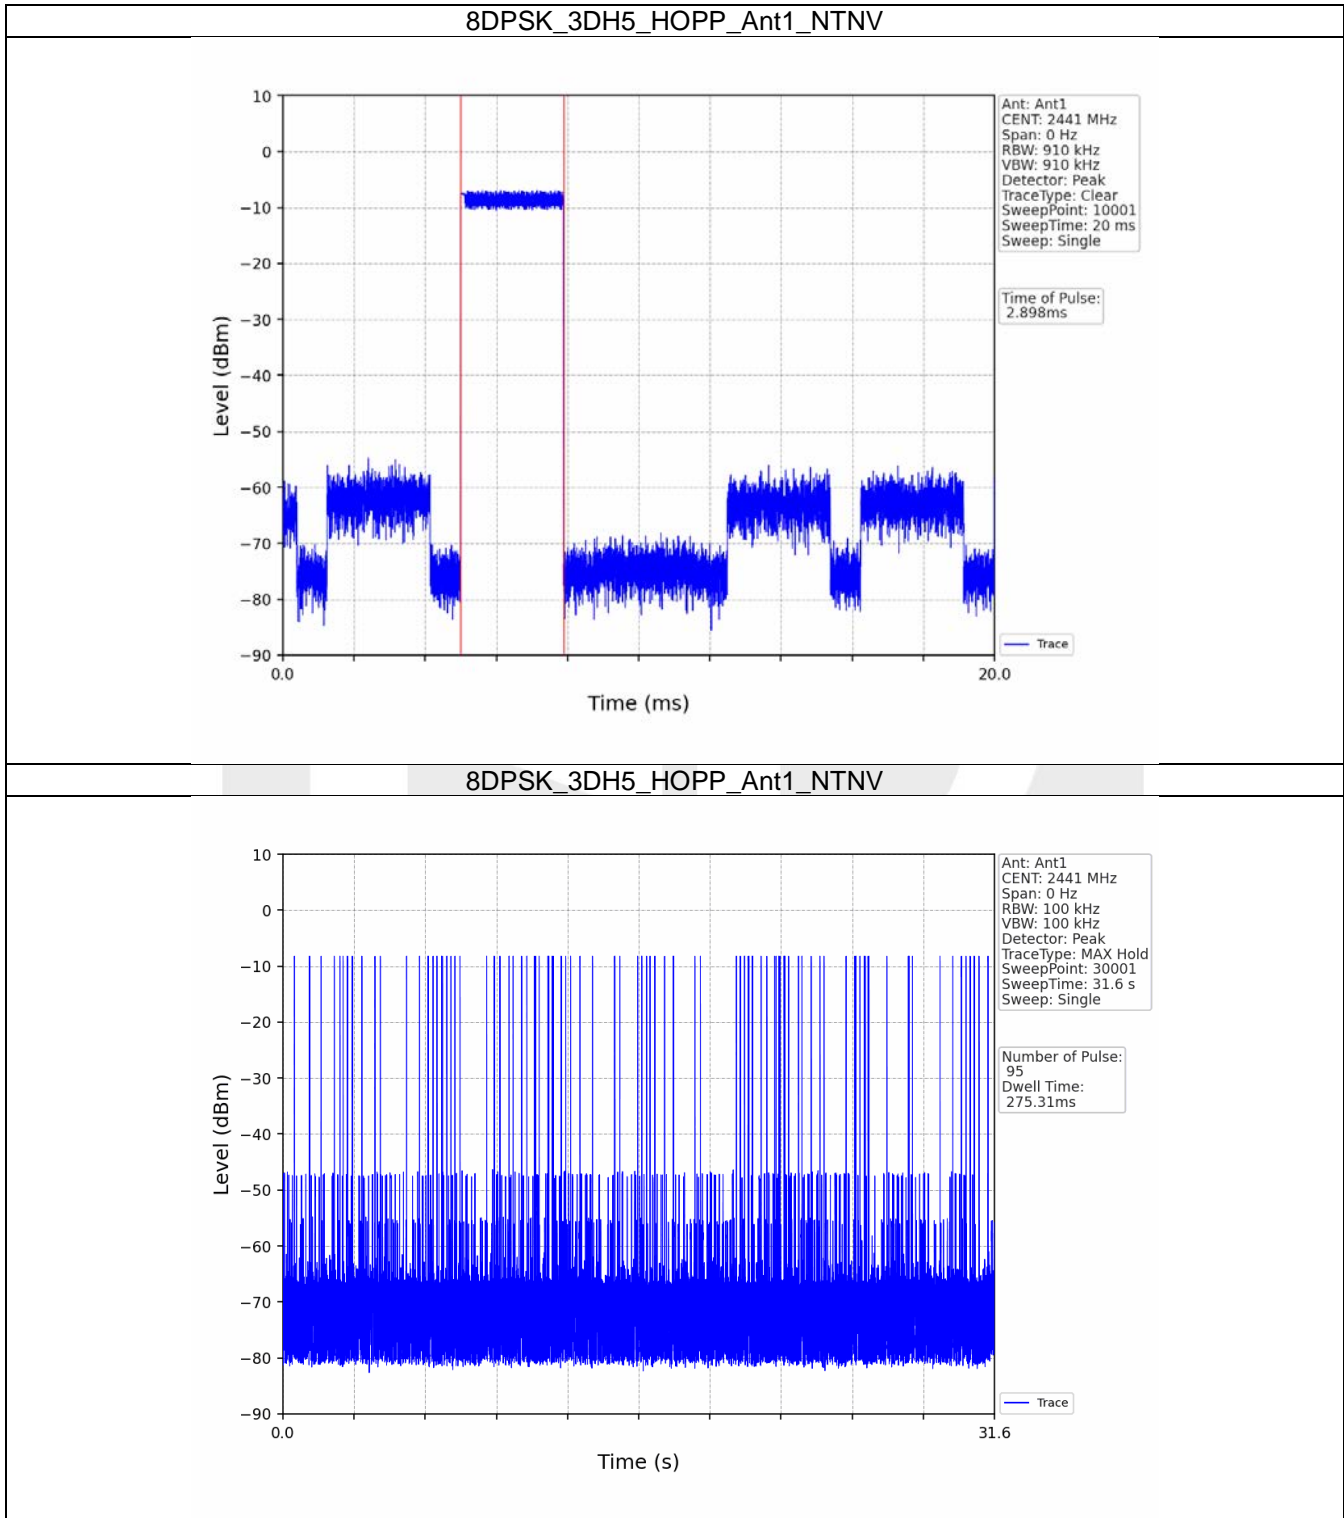 8DPSK_3DH5_HOPP_Ant1_NTNV
10
0
−10
−20
−30
−40
−50
−60
−70
−80
−90
Level (dBm)
0.0
20.0
Time (ms)
Ant: Ant1
CENT: 2441 MHz
Span: 0 Hz
RBW: 910 kHz
VBW: 910 kHz
Detector: Peak
TraceType: Clear
SweepPoint: 10001
SweepTime: 20 ms
Sweep: Single
Time of Pulse:
2.898ms
Trace
8DPSK_3DH5_HOPP_Ant1_NTNV
10
0
−10
−20
−30
−40
−50
−60
−70
−80
−90
Level (dBm)
0.0
31.6
Time (s)
Ant: Ant1
CENT: 2441 MHz
Span: 0 Hz
RBW: 100 kHz
VBW: 100 kHz
Detector: Peak
TraceType: MAX Hold
SweepPoint: 30001
SweepTime: 31.6 s
Sweep: Single
Number of Pulse:
95
Dwell Time:
275.31ms
Trace